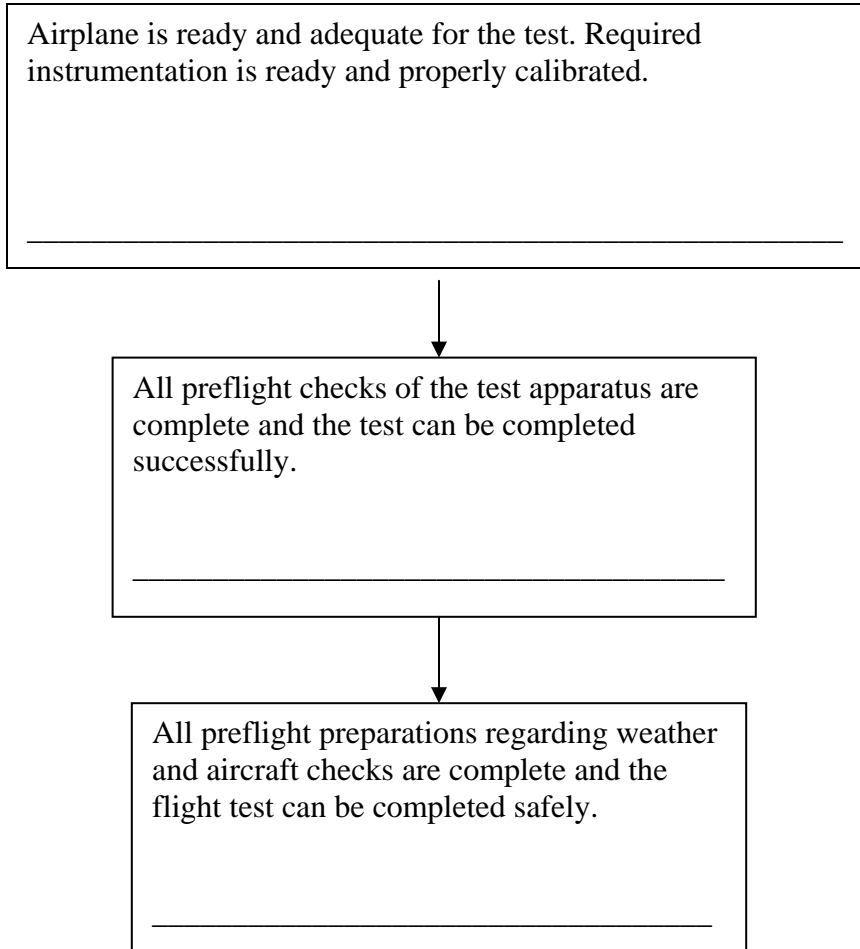 Airplane is ready and adequate for the test. Required
instrumentation is ready and properly calibrated.
All preflight checks of the test apparatus are
complete and the test can be completed
successfully.
All preflight preparations regarding weather
and aircraft checks are complete and the
flight test can be completed safely.